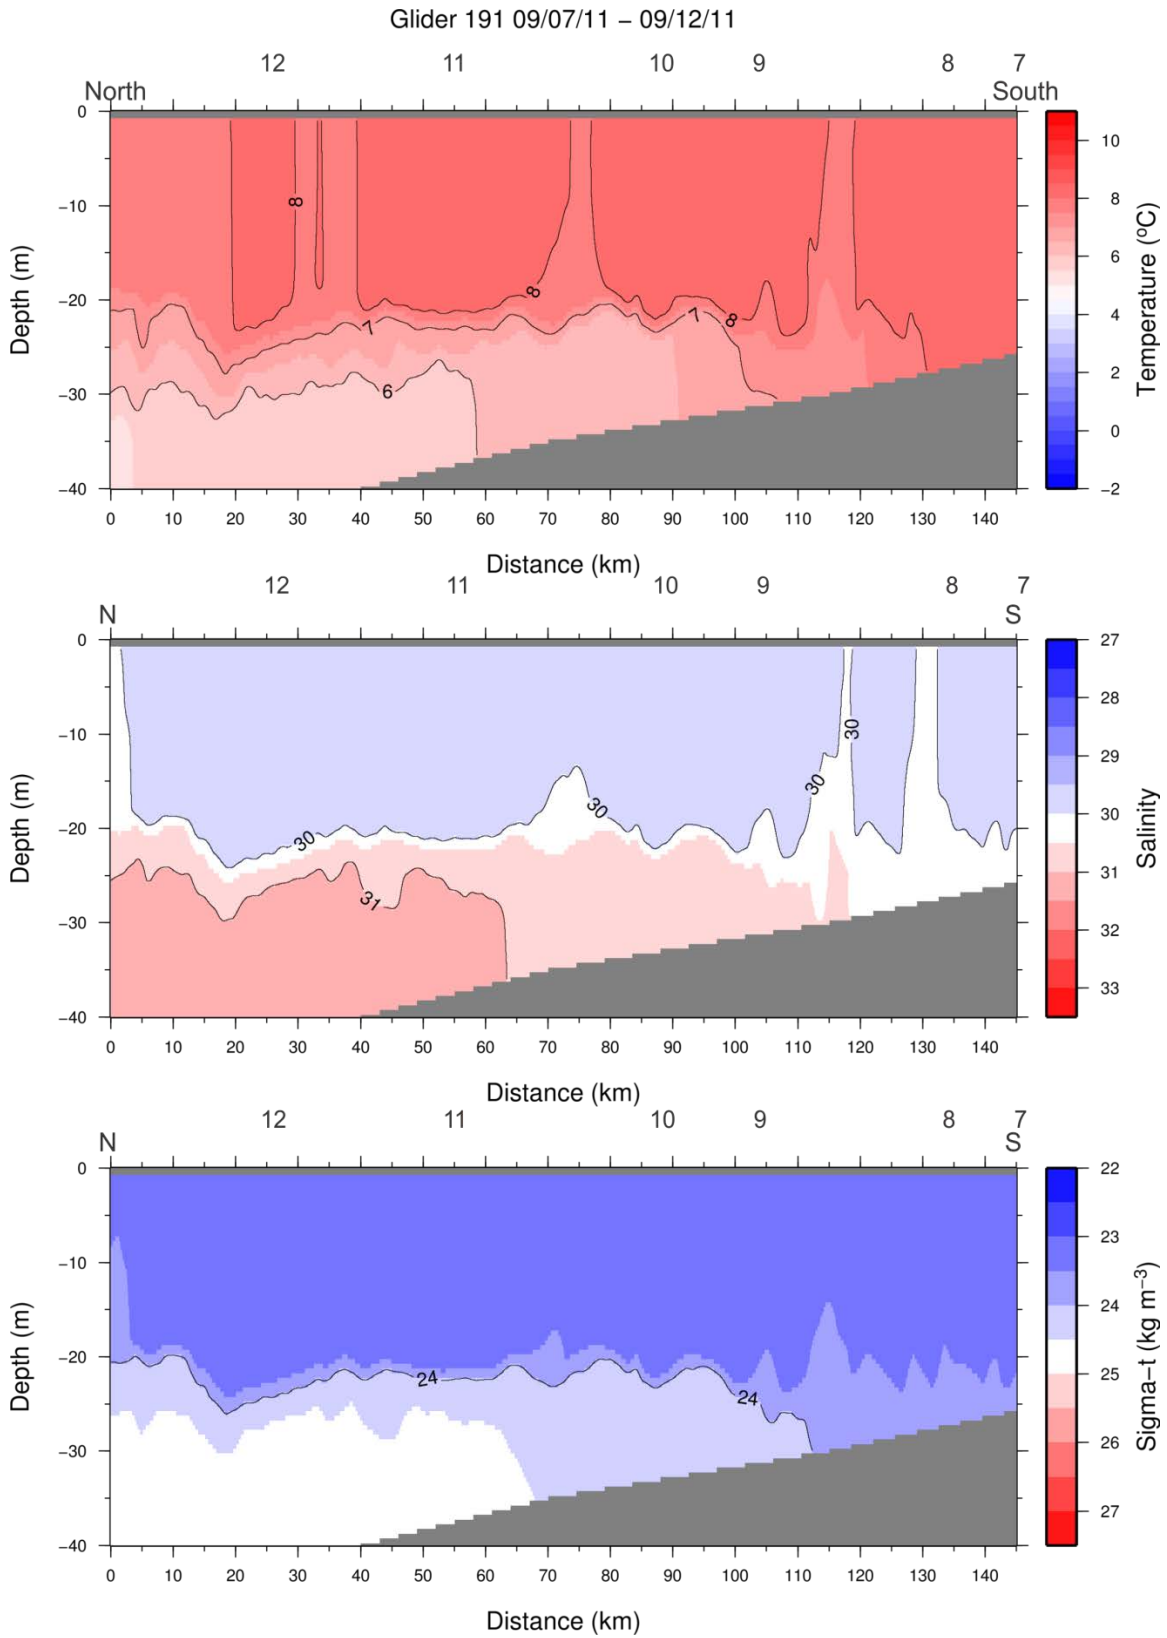 Glider 191 09/07/11 − 09/12/11
12 11 10 9 8 7
North South
0 −10 −20 −30 −40
Depth (m)
8 8 7 7 8 6
10 8 6 4 2 0 −2
Temperature (ºC)
0 10 20 30 40 50 60 70 80 90 100 110 120 130 140
Distance (km)
12 11 10 9 8 7
N S
0 −10 −20 −30 −40
Depth (m)
30 30 30 30 31
27 28 29 30 31 32 33
Salinity
0 10 20 30 40 50 60 70 80 90 100 110 120 130 140
Distance (km)
12 11 10 9 8 7
N S
0 −10 −20 −30 −40
Depth (m)
24 24
22 23 24 25 26 27
Sigma−t (kg m−3)
0 10 20 30 40 50 60 70 80 90 100 110 120 130 140
Distance (km)